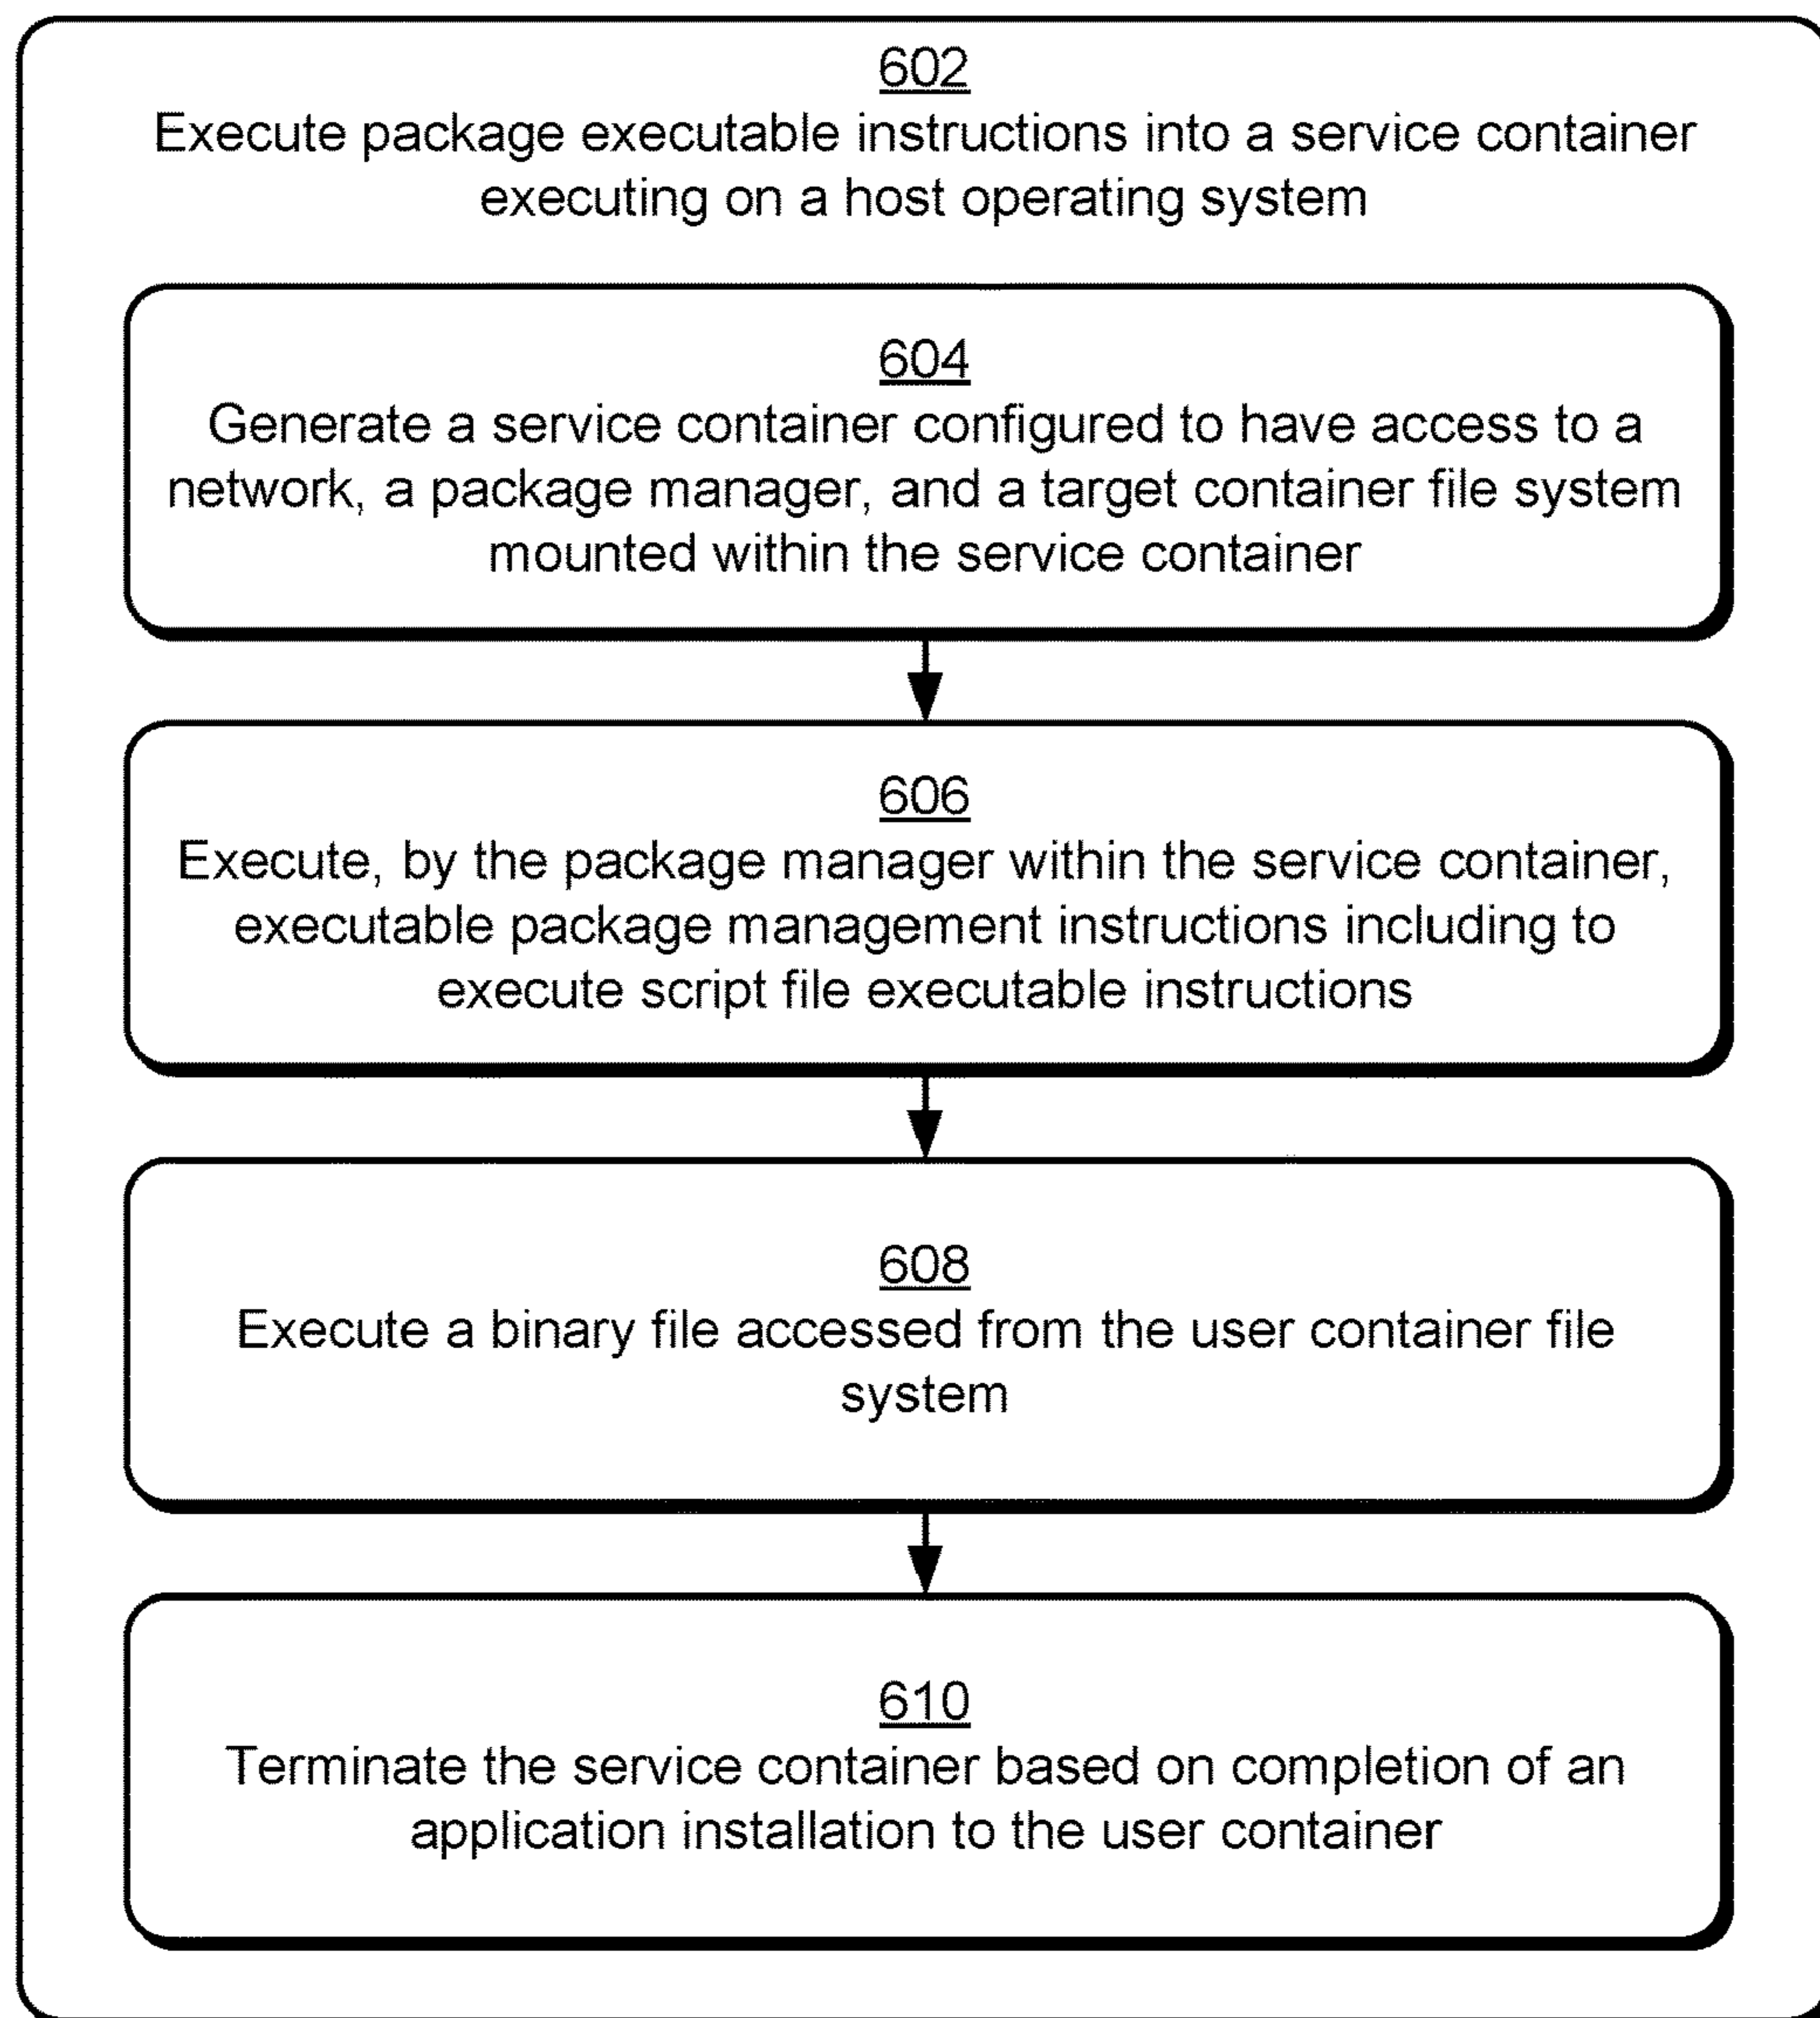 602
Execute package executable instructions into a service container
executing on a host operating system
604
Generate a service container configured to have access to a
network, a package manager, and a target container file system
mounted within the service container
606
Execute, by the package manager within the service container,
executable package management instructions including to
execute script file executable instructions
608
Execute a binary file accessed from the user container file
system
610
Terminate the service container based on completion of an
application installation to the user container